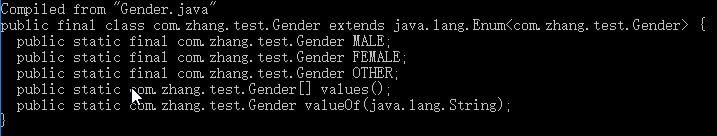 Compiled from "Gender.java"
public final class com.zhang.test.Gender extends java.lang.Enum<com.zhang.test.Gender> {
  public static final com.zhang.test.Gender MALE;
  public static final com.zhang.test.Gender FEMALE;
  public static final com.zhang.test.Gender OTHER;
  public static com.zhang.test.Gender[] values();
  public static com.zhang.test.Gender valueOf(java.lang.String);
}